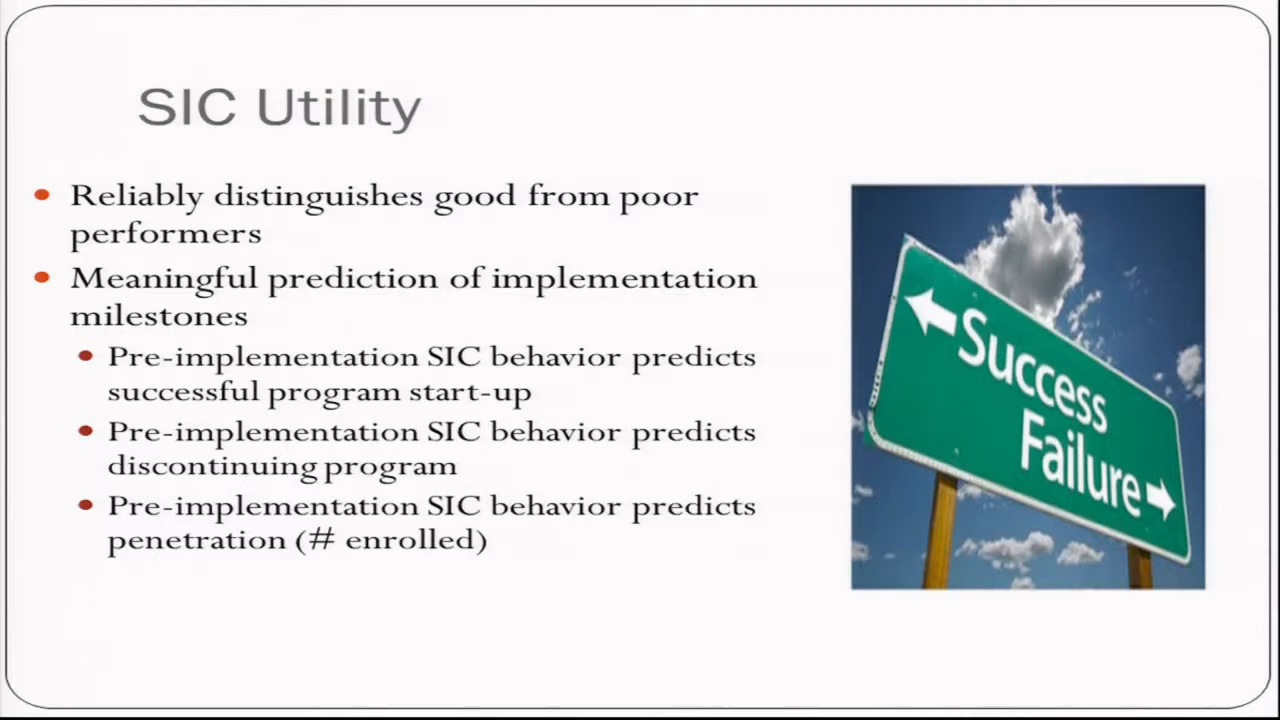 SIC Utility
Reliably distinguishes good from poor
performers
Meaningful prediction of implementation
milestones
Pre-implementation SIC behavior predicts
successful program start-up
Pre-implementation SIC behavior predicts
discontinuing program
Pre-implementation SIC behavior predicts
penetration (# enrolled)
Success
Failure